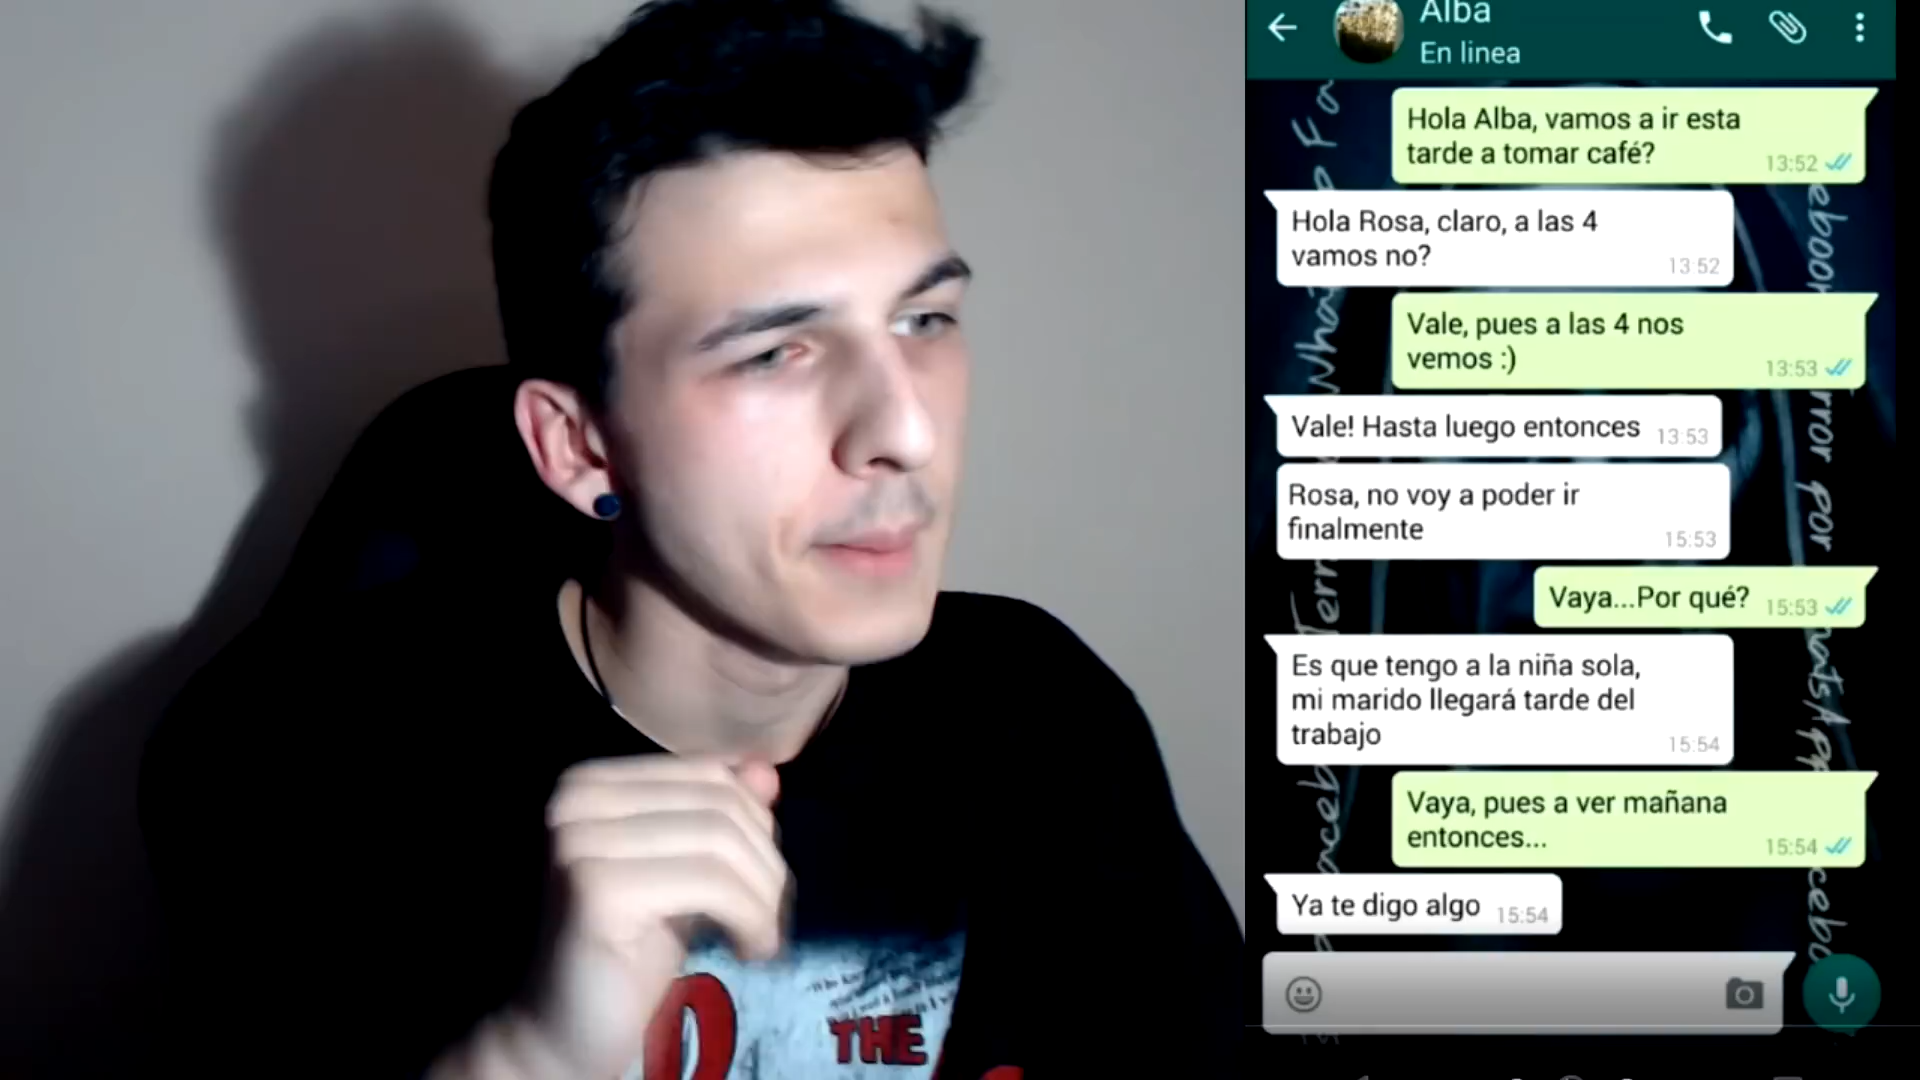 Alba
En linea
Hola Alba, vamos a ir esta
tarde a tomar café?
13:52
Hola Rosa, claro, a las 4
vamos no?
13:52
Vale, pues a las 4 nos
vemos :)
13:53
Vale! Hasta luego entonces
13:53
Rosa, no voy a poder ir
finalmente
15:53
Vaya...Por qué?
15:53
Es que tengo a la niña sola,
mi marido llegará tarde del
trabajo
15:54
Vaya, pues a ver mañana
entonces...
15:54
Ya te digo algo
15:54
THE